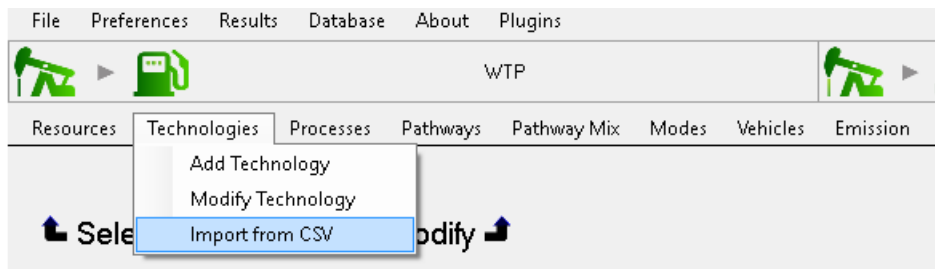 File Preferences Results Database About Plugins
WTP
Resources Technologies Processes Pathways Pathway Mix Modes Vehicles Emission
Add Technology
Modify Technology
Import from CSV
Sele odify